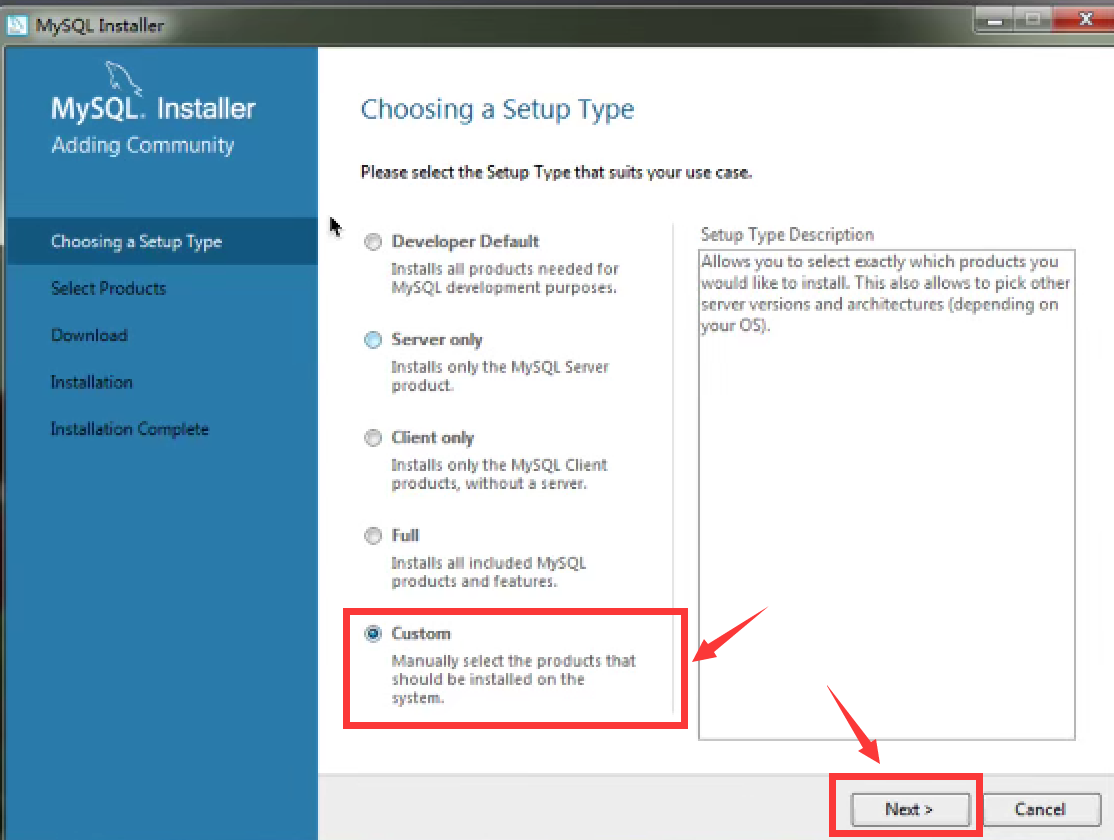 MySQL Installer
MySQL. Installer
Adding Community
Choosing a Setup Type
Select Products
Download
Installation
Installation Complete
Choosing a Setup Type
Please select the Setup Type that suits your use case.
Developer Default
Installs all products needed for
MySQL development purposes.
Server only
Installs only the MySQL Server
product.
Client only
Installs only the MySQL Client
products, without a server.
Full
Installs all included MySQL
products and features.
Custom
Manually select the products that
should be installed on the
system.
Setup Type Description
Allows you to select exactly which products you
would like to install. This also allows to pick other
server versions and architectures (depending on
your OS).
Next >
Cancel